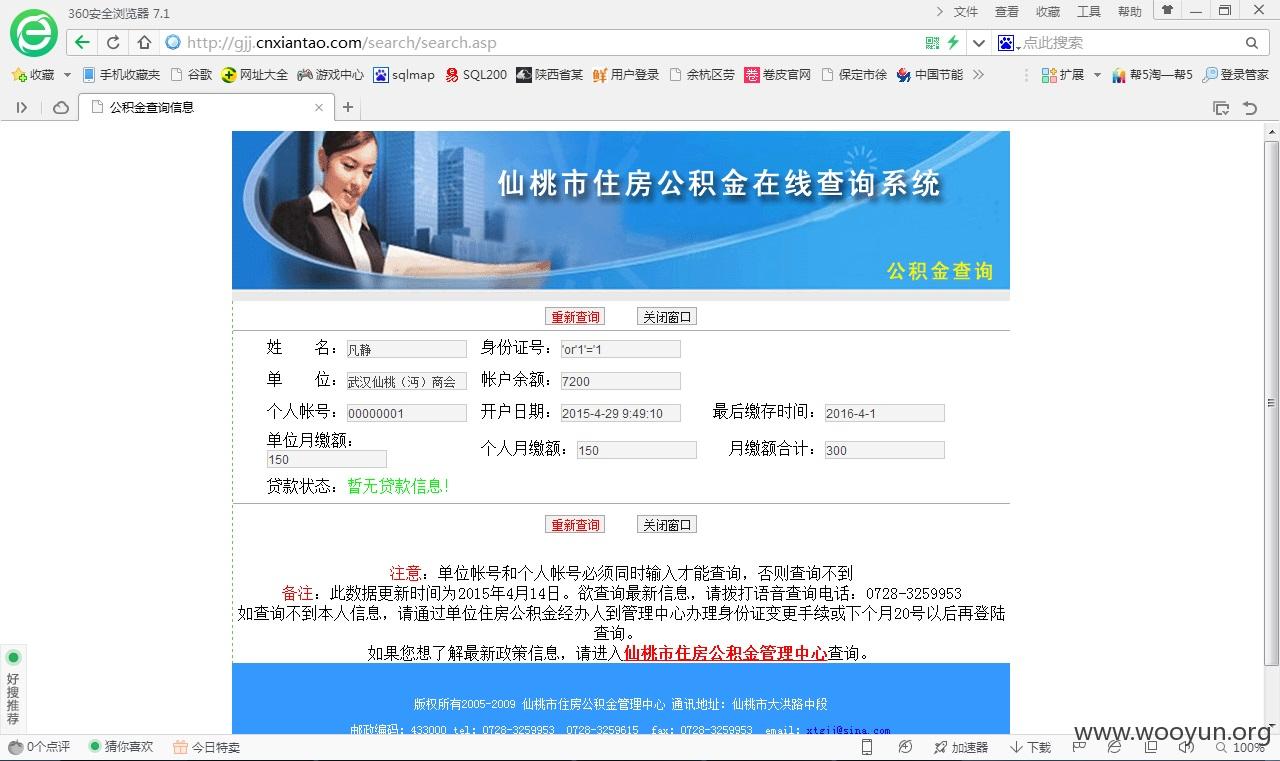 360安全浏览器 7.1
文件 查看 收藏 工具 帮助
http://gjj.cnxiantao.com/search/search.asp
点此搜索
收藏 手机收藏夹 谷歌 网址大全 游戏中心 sqlmap SQL200 陕西省某 用户登录 余杭区劳 卷皮官网 保定市徐 中国节能 扩展 帮5淘—帮5 登录管家
公积金查询信息
仙桃市住房公积金在线查询系统
公积金查询
重新查询 关闭窗口
姓 名: 凡静 身份证号: 'or'1'='1
单 位: 武汉仙桃（沔）商会 帐户余额: 7200
个人帐号: 00000001 开户日期: 2015-4-29 9:49:10 最后缴存时间: 2016-4-1
单位月缴额:
150 个人月缴额: 150 月缴额合计: 300
贷款状态: 暂无贷款信息!
重新查询 关闭窗口
注意: 单位帐号和个人帐号必须同时输入才能查询，否则查询不到
备注: 此数据更新时间为2015年4月14日。欲查询最新信息，请拨打语音查询电话: 0728-3259953
如查询不到本人信息，请通过单位住房公积金经办人到管理中心办理身份证变更手续或下个月20号以后再登陆
查询。
如果您想了解最新政策信息，请进入仙桃市住房公积金管理中心查询。
版权所有2005-2009 仙桃市住房公积金管理中心 通讯地址: 仙桃市大洪路中段
邮政编码: 433000 tel: 0728-3259953 0728-3259615 fax: 0728-3259953 email: xtgjj@sina.com
好搜推荐
www.wooyun.org
0个点评 猜你喜欢 今日特卖 加速器 下载 100%